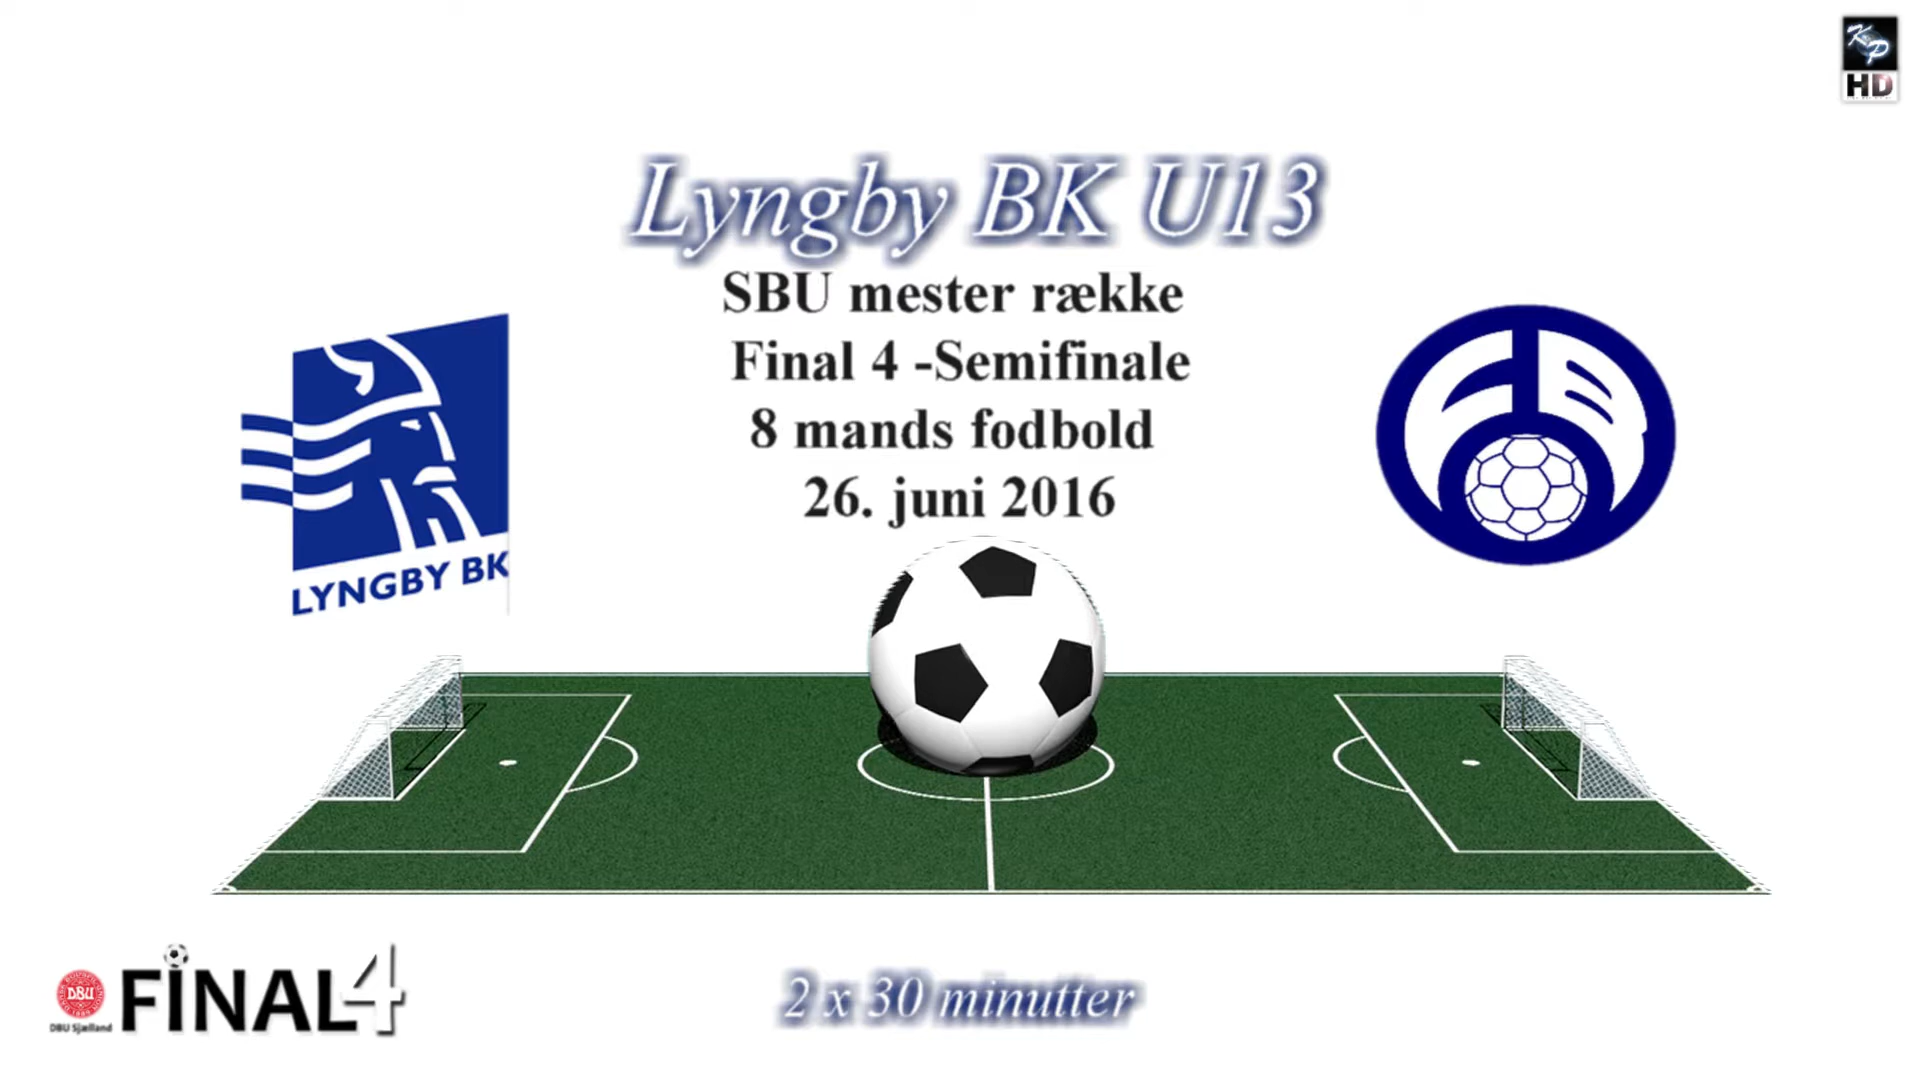 KP
HD
Lyngby BK U13
SBU mester række
Final 4 -Semifinale
8 mands fodbold
26. juni 2016
LYNGBY BK
DBU
DBU Sjælland
FINAL4
2 x 30 minutter